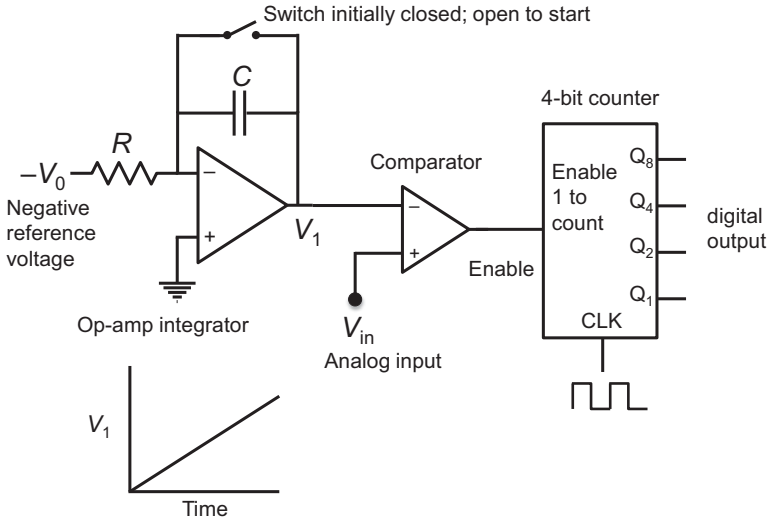 Switch initially closed; open to start
C
4-bit counter
R
Comparator
−V0
−
Enable
1 to
count
Q8
Negative
reference
voltage
+
V1
−
+
Q4
digital
output
Enable
Q2
Q1
Op-amp integrator
Vin
Analog input
CLK
V1
Time